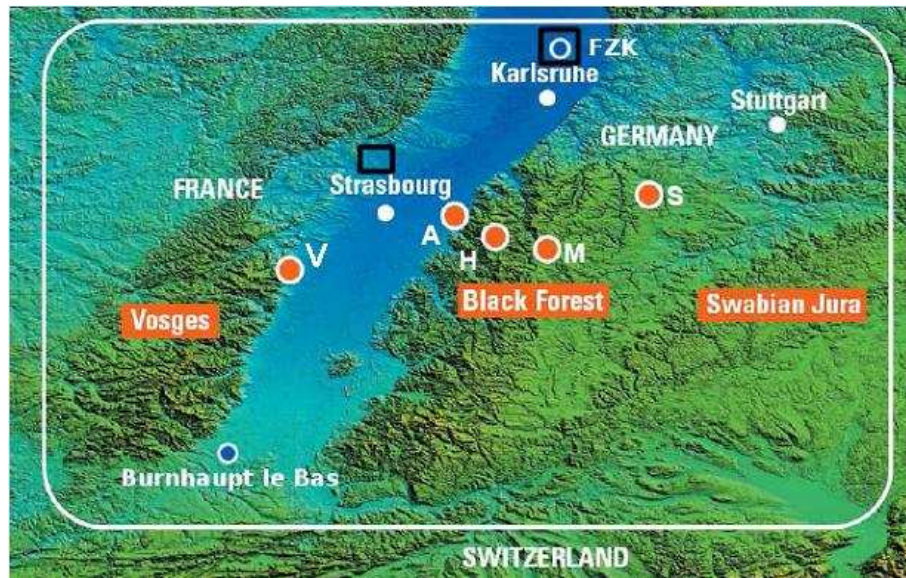 FZK
Karlsruhe
Stuttgart
GERMANY
FRANCE
Strasbourg
S
A
V
H
M
Black Forest
Vosges
Swabian Jura
Burnhaupt le Bas
SWITZERLAND